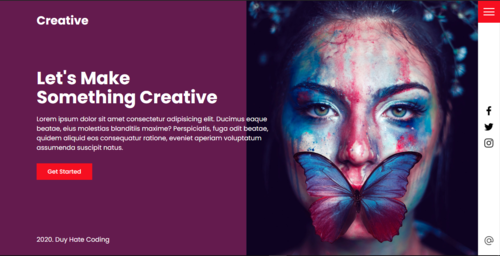 Creative
Let's Make
Something Creative
Lorem ipsum dolor sit amet consectetur adipisicing elit. Ducimus eaque
beatae, eius molestias blanditiis maxime? Perspiciatis, fuga odit beatae,
quidem aliquid eos consequatur ratione, eveniet aperiam voluptatum
assumenda suscipit natus.
Get Started
2020. Duy Hate Coding
@